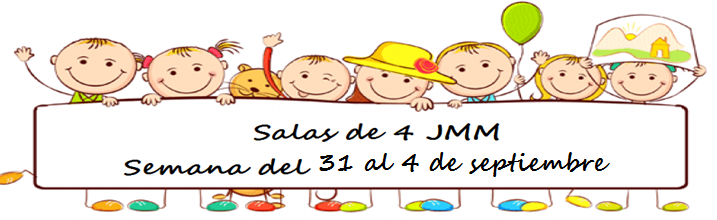 Salas de 4 JMM
Semana del 31 al 4 de septiembre